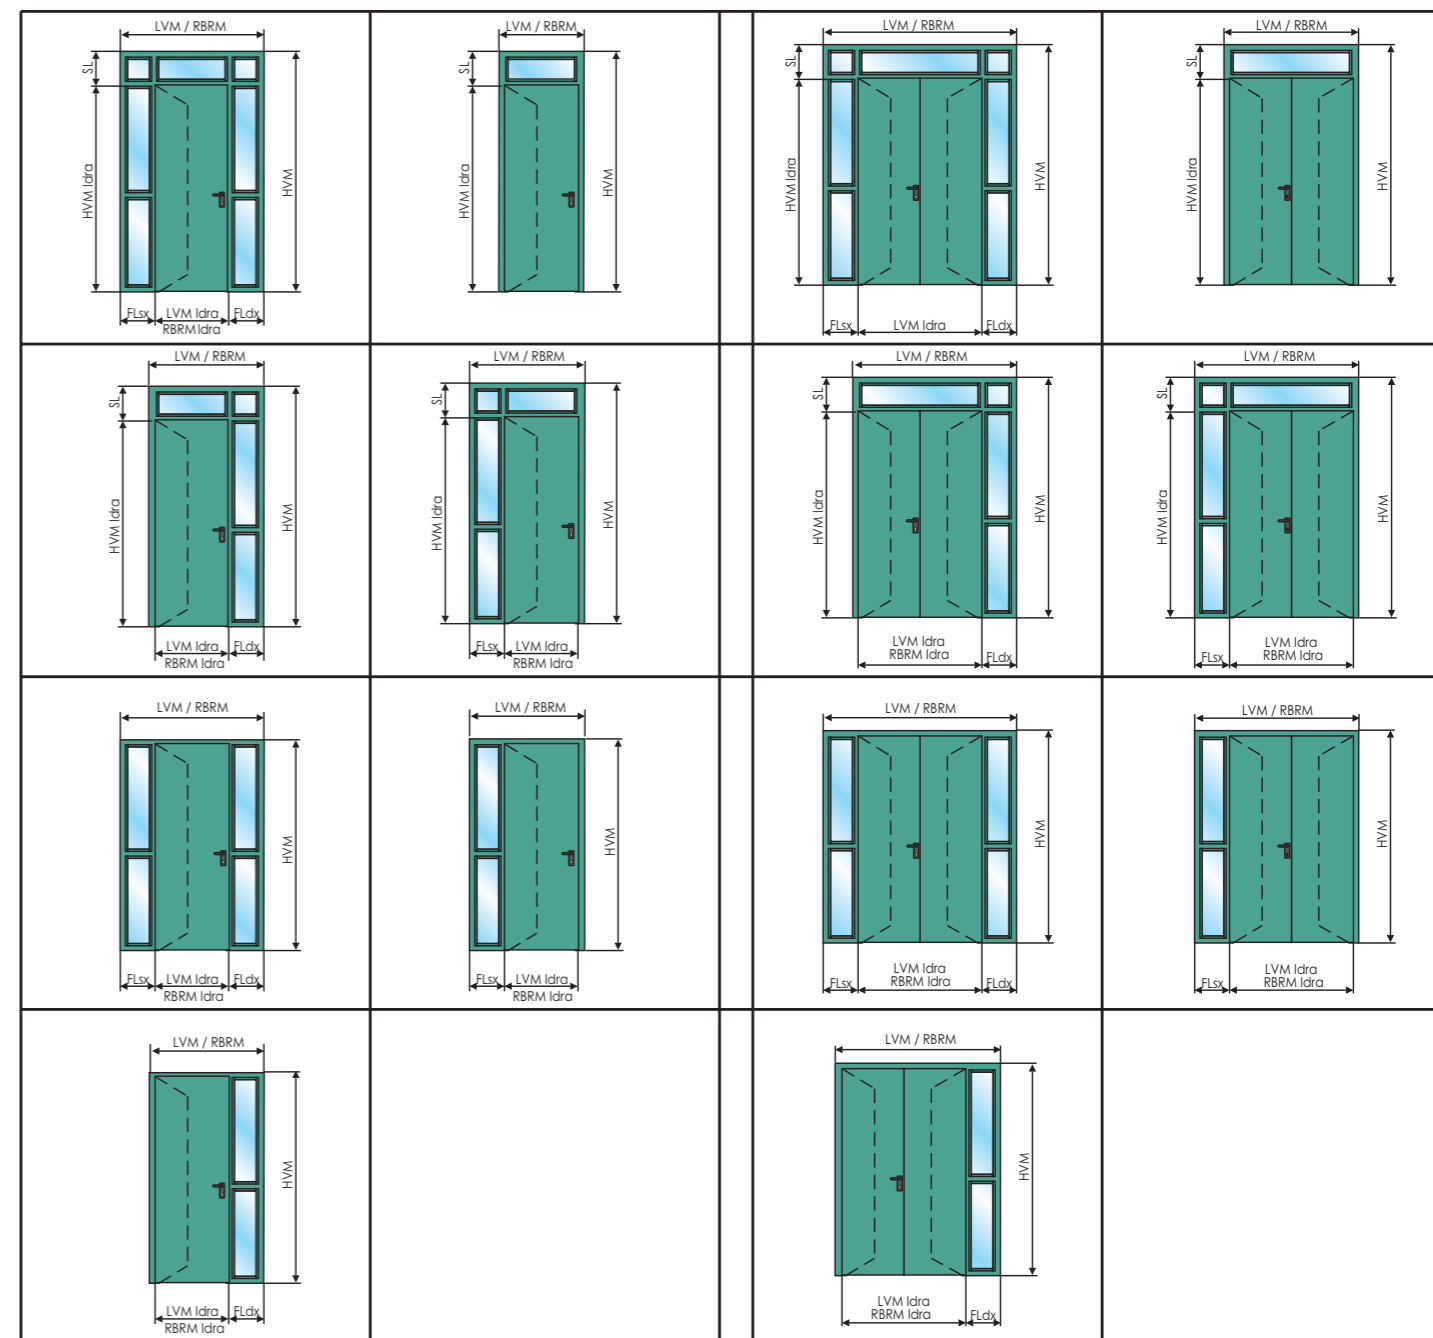 LVM / RBRM
SL
HVM Idra
HVM
FLsx
LVM Idra
FLdx
RBRM Idra
LVM / RBRM
SL
HVM Idra
HVM
LVM / RBRM
SL
HVM Idra
HVM
FLsx
LVM Idra
FLdx
LVM / RBRM
SL
HVM Idra
HVM
LVM / RBRM
SL
HVM Idra
HVM
LVM Idra
FLdx
RBRM Idra
LVM / RBRM
SL
HVM Idra
HVM
FLsx
LVM Idra
RBRM Idra
LVM / RBRM
SL
HVM Idra
HVM
LVM Idra
RBRM Idra
FLdx
LVM / RBRM
SL
HVM Idra
HVM
LVM Idra
FLsx
RBRM Idra
LVM / RBRM
HVM
FLsx
LVM Idra
FLdx
RBRM Idra
LVM / RBRM
HVM
FLsx
LVM Idra
RBRM Idra
LVM / RBRM
HVM
LVM Idra
FLsx
RBRM Idra
FLdx
LVM / RBRM
HVM
LVM Idra
FLsx
RBRM Idra
LVM / RBRM
HVM
LVM Idra
FLdx
RBRM Idra
LVM / RBRM
HVM
LVM Idra
RBRM Idra
FLdx